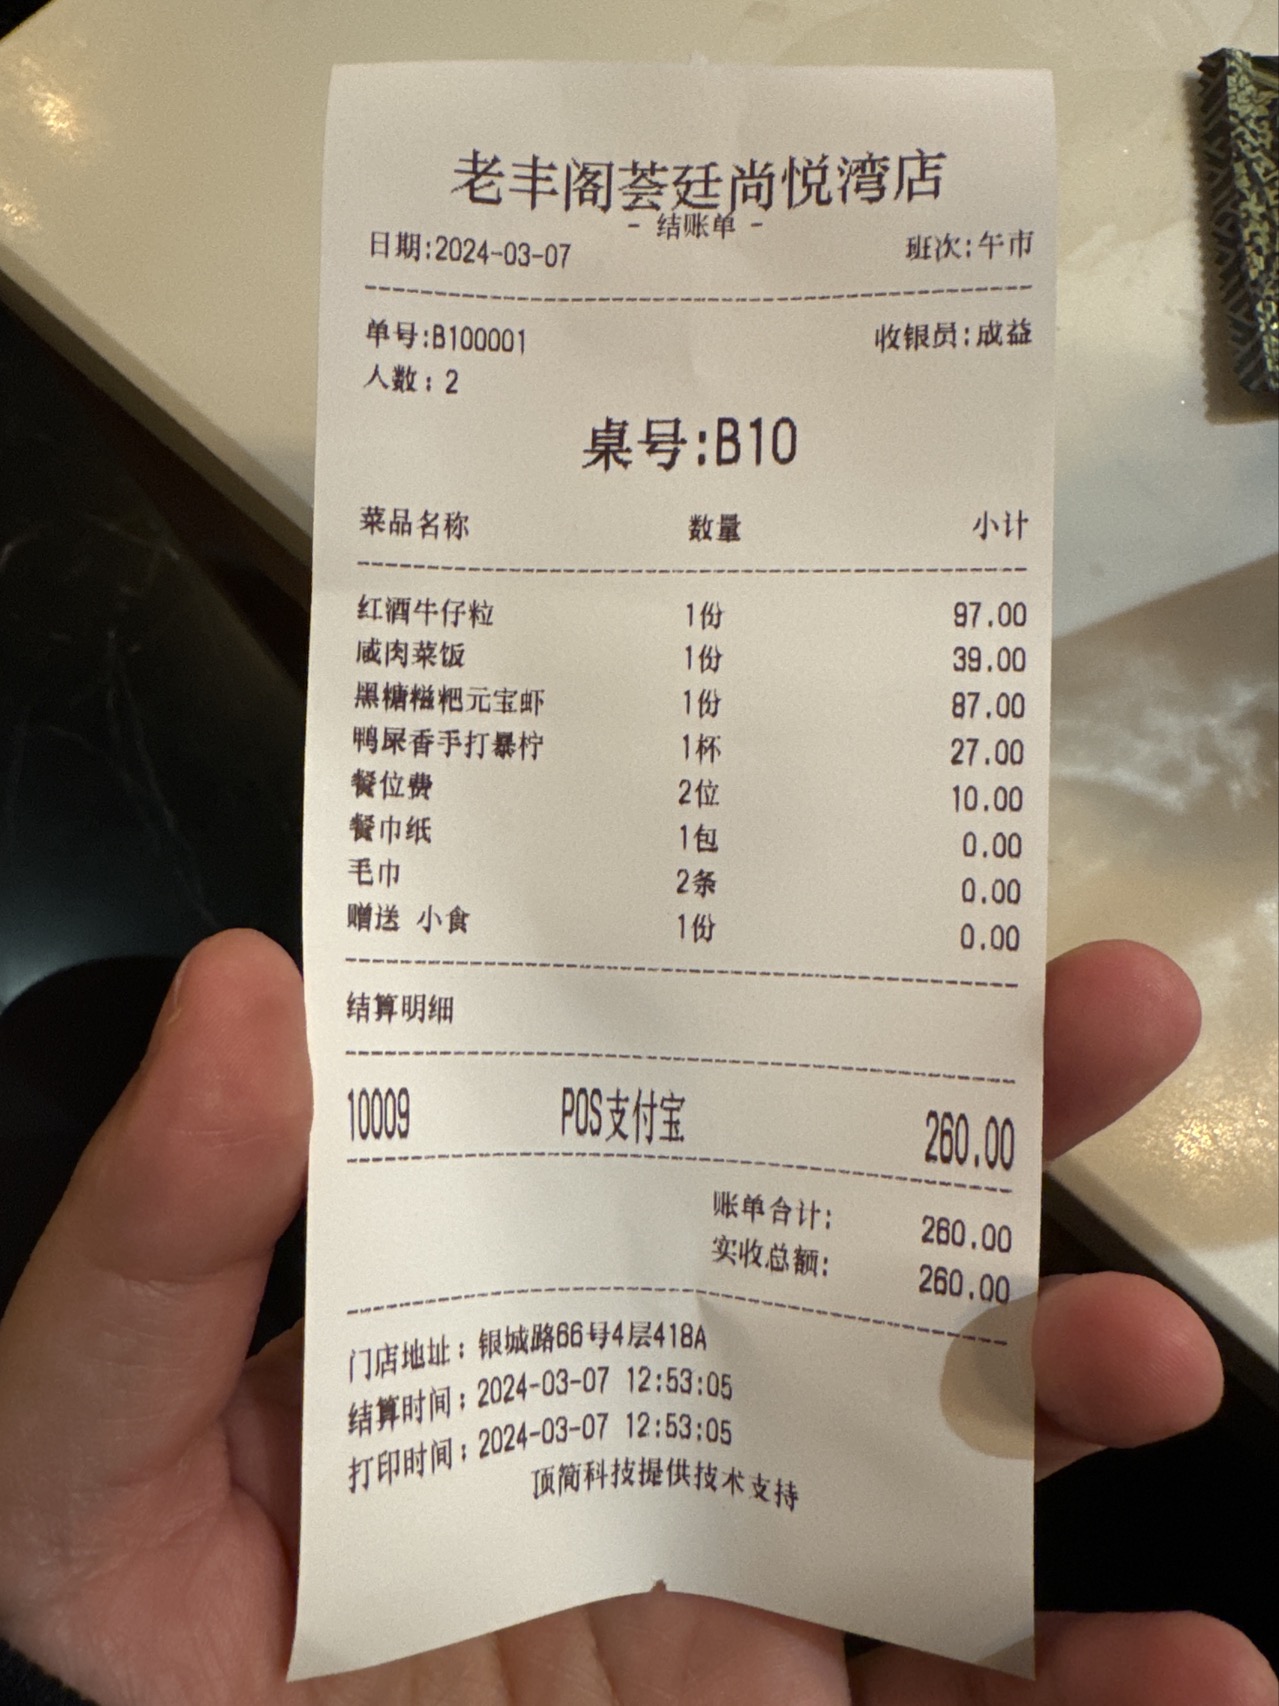 老丰阁荟廷尚悦湾店
- 结账单 -
日期:2024-03-07 班次:午市
单号:B100001 收银员:成益
人数: 2
桌号:B10
菜品名称 数量 小计
红酒牛仔粒 1份 97.00
咸肉菜饭 1份 39.00
黑糖糍粑元宝虾 1份 87.00
鸭屎香手打暴柠 1杯 27.00
餐位费 2位 10.00
餐巾纸 1包 0.00
毛巾 2条 0.00
赠送 小食 1份 0.00
结算明细
10009 POS支付宝 260.00
账单合计: 260.00
实收总额: 260.00
门店地址: 银城路66号4层418A
结算时间: 2024-03-07 12:53:05
打印时间: 2024-03-07 12:53:05
顶简科技提供技术支持